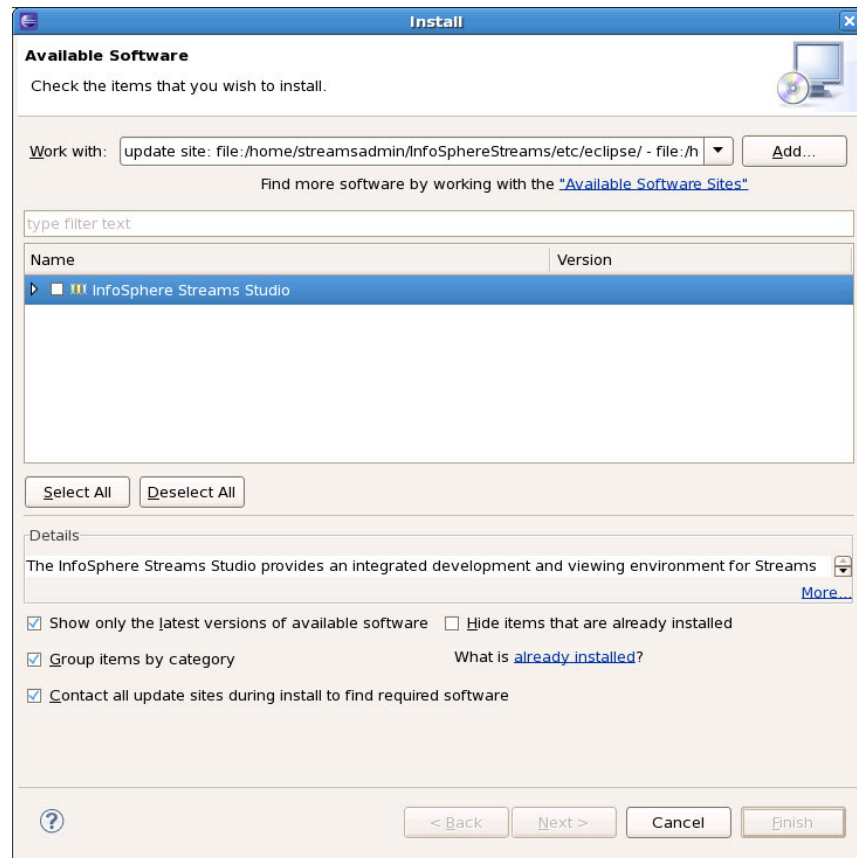 Install
Available Software
Check the items that you wish to install.
Work with: update site: file:/home/streamsadmin/InfoSphereStreams/etc/eclipse/ - file:/h Add...
Find more software by working with the "Available Software Sites"
type filter text
Name Version
InfoSphere Streams Studio
Select All Deselect All
Details
The InfoSphere Streams Studio provides an integrated development and viewing environment for Streams
More...
Show only the latest versions of available software Hide items that are already installed
Group items by category What is already installed?
Contact all update sites during install to find required software
? < Back Next > Cancel Finish